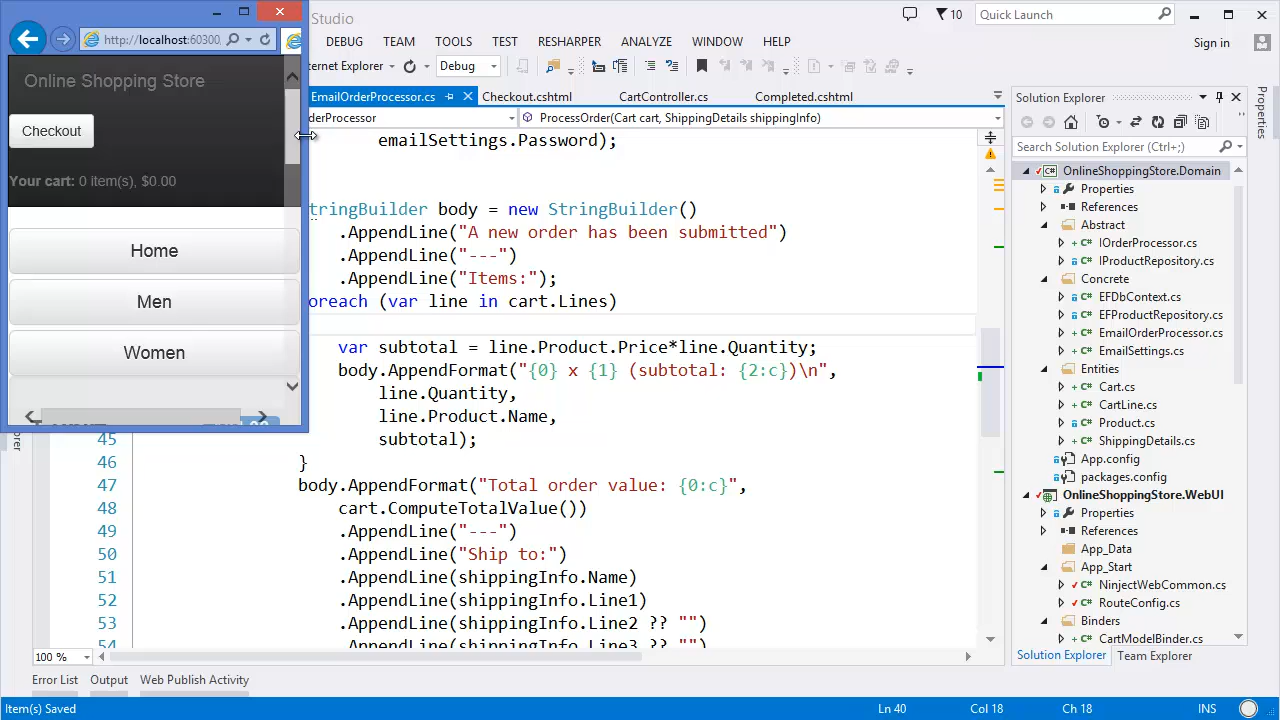 Studio
10
Quick Launch
DEBUG TEAM TOOLS TEST RESHARPER ANALYZE WINDOW HELP
Sign in
http://localhost:60300
nternet Explorer Debug
EmailOrderProcessor.cs Checkout.cshtml CartController.cs Completed.cshtml
rderProcessor ProcessOrder(Cart cart, ShippingDetails shippingInfo)
Online Shopping Store
Checkout
Your cart: 0 item(s), $0.00
Home
Men
Women
emailSettings.Password);
tringBuilder body = new StringBuilder()
.AppendLine("A new order has been submitted")
.AppendLine("---")
.AppendLine("Items:");
oreach (var line in cart.Lines)
var subtotal = line.Product.Price*line.Quantity;
body.AppendFormat("{0} x {1} (subtotal: {2:c})\n",
line.Quantity,
line.Product.Name,
45 subtotal);
46 }
47 body.AppendFormat("Total order value: {0:c}",
48 cart.ComputeTotalValue())
49 .AppendLine("---")
50 .AppendLine("Ship to:")
51 .AppendLine(shippingInfo.Name)
52 .AppendLine(shippingInfo.Line1)
53 .AppendLine(shippingInfo.Line2 ?? "")
54 .AppendLine(shippingInfo.Line3 ?? "")
100 %
Solution Explorer
Search Solution Explorer (Ctrl+;)
OnlineShoppingStore.Domain
Properties
References
Abstract
IOrderProcessor.cs
IProductRepository.cs
Concrete
EFDbContext.cs
EFProductRepository.cs
EmailOrderProcessor.cs
EmailSettings.cs
Entities
Cart.cs
CartLine.cs
Product.cs
ShippingDetails.cs
App.config
packages.config
OnlineShoppingStore.WebUI
Properties
References
App_Data
App_Start
NinjectWebCommon.cs
RouteConfig.cs
Binders
CartModelBinder.cs
Solution Explorer Team Explorer
Properties
Error List Output Web Publish Activity
Item(s) Saved Ln 40 Col 18 Ch 18 INS